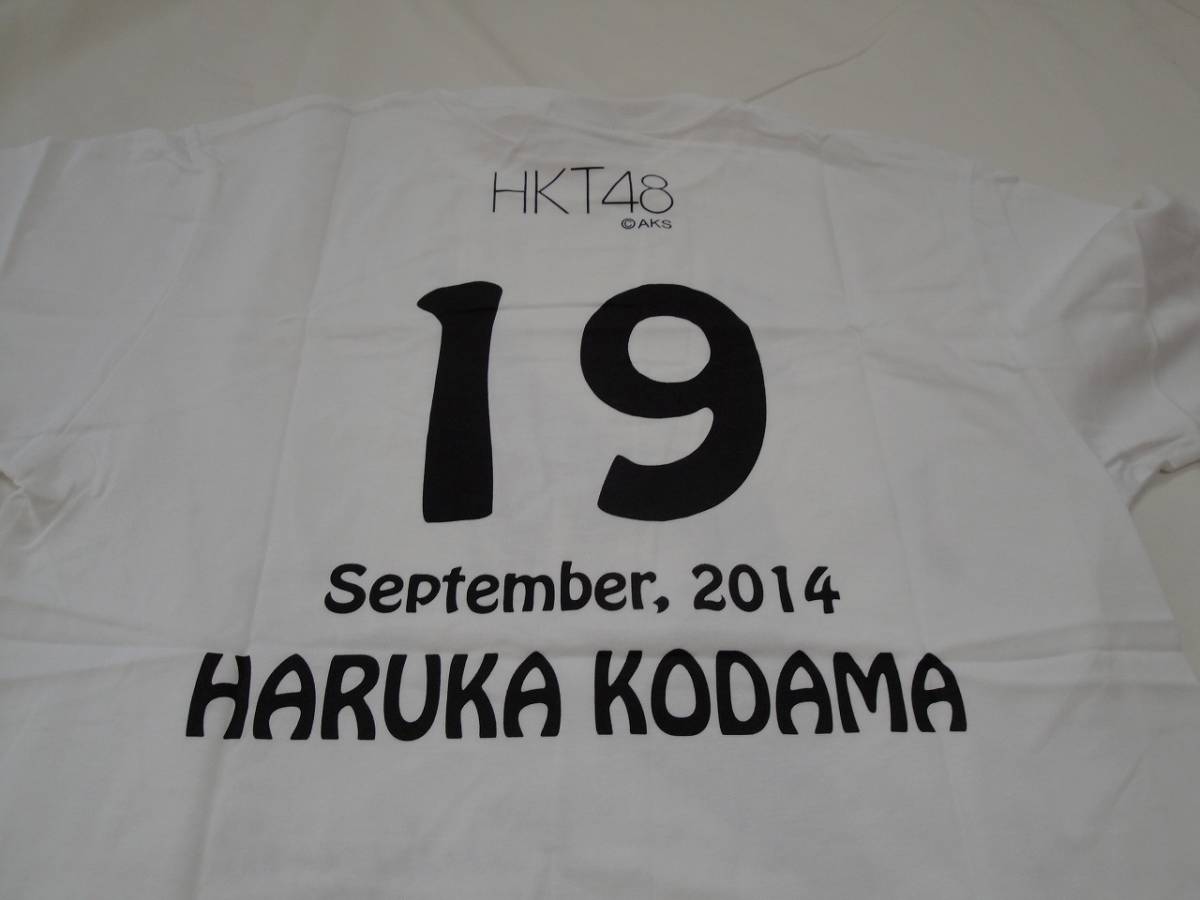 HKT48
©AKS
19
September, 2014
HARUKA KODAMA